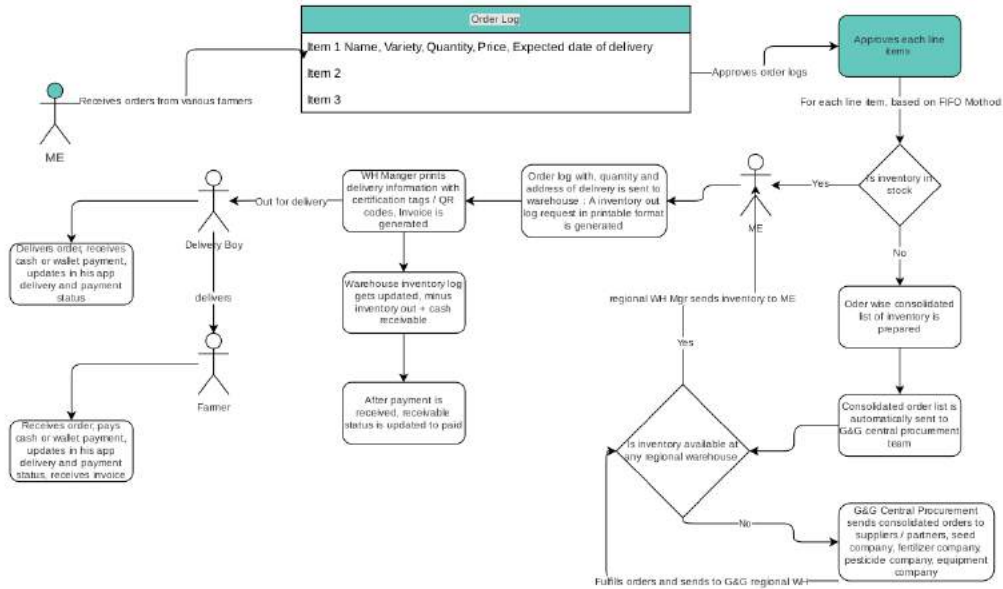 Order Log
Item 1 Name, Variety, Quantity, Price, Expected date of delivery
Item 2
Item 3
Approves each line
items
Approves order logs
Receives orders from various farmers
ME
For each line item, based on FIFO Mothod
Is inventory in
stock
Yes
ME
Order log with, quantity and
address of delivery is sent to
warehouse : A inventory out
log request in printable format
is generated
WH Manger prints
delivery information with
certification tags / QR
codes, Invoice is
generated
Out for delivery
Delivery Boy
Delivers order, receives
cash or wallet payment,
updates in his app
delivery and payment
status
delivers
Farmer
Receives order, pays
cash or wallet payment,
updates in his app
delivery and payment
status, receives invoice
Warehouse inventory log
gets updated, minus
inventory out + cash
receivable
After payment is
received, receivable
status is updated to paid
No
Oder wise consolidated
list of inventory is
prepared
Consolidated order list is
automatically sent to
G&G central procurement
team
Is inventory available at
any regional warehouse
Yes
regional WH Mgr sends inventory to ME
No
G&G Central Procurement
sends consolidated orders to
suppliers / partners, seed
company, fertilizer company,
pesticide company, equipment
company
Fulfills orders and sends to G&G regional WH